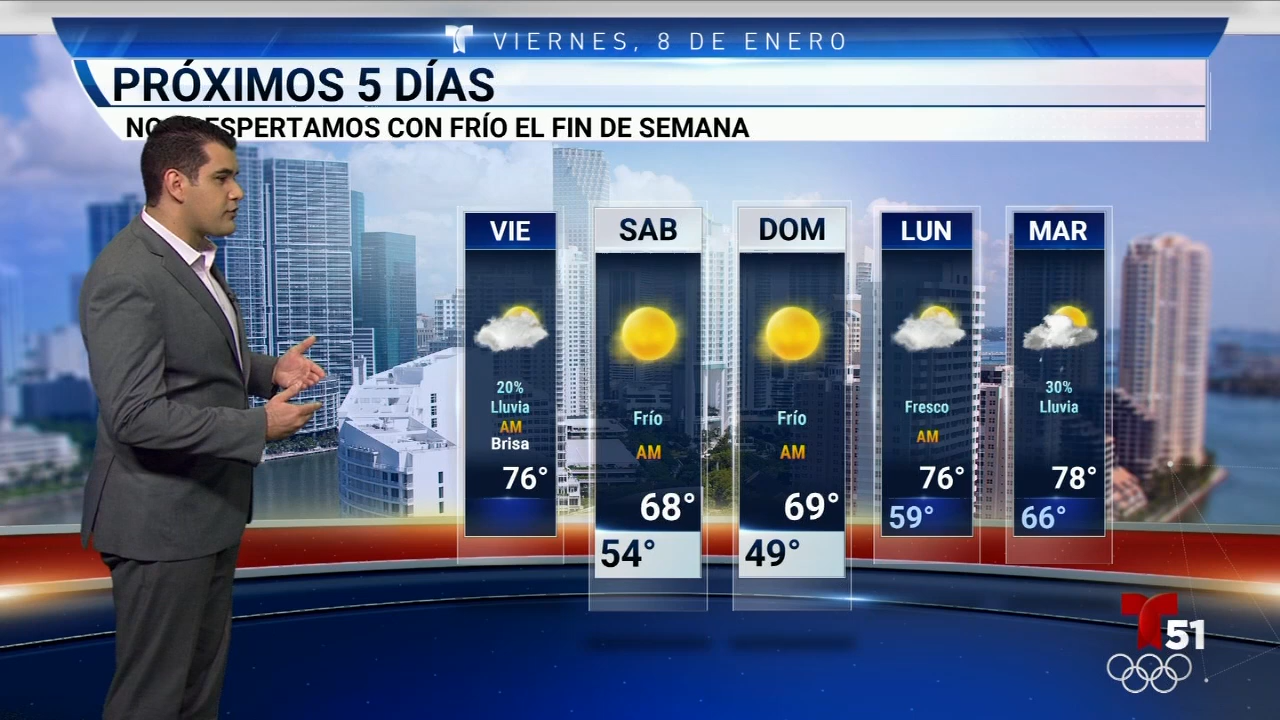 VIERNES, 8 DE ENERO
PRÓXIMOS 5 DÍAS
CON FRÍO EL FIN DE SEMANA
VIE
20%
Lluvia
AM
Brisa
76°
SAB
Frío
AM
68°
54°
DOM
Frío
AM
69°
49°
LUN
Fresco
AM
76°
59°
MAR
30%
Lluvia
78°
66°
51